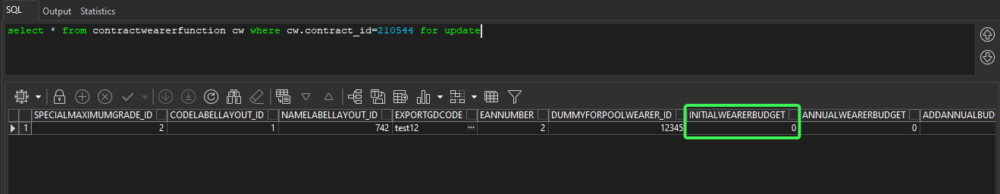 SQL Output Statistics
select * from contractwearerfunction cw where cw.contract_id=210544 for update
SPECIALMAXIMUMGRADE_ID CODELABELLAYOUT_ID NAMELABELLAYOUT_ID EXPORTGDCODE EANNUMBER DUMMYFORPOOLWEARER_ID INITIALWEARERBUDGET ANNUALWEARERBUDGET ADDANNUALBUD
1 2 1 742 test12 ··· 2 12345 0 0